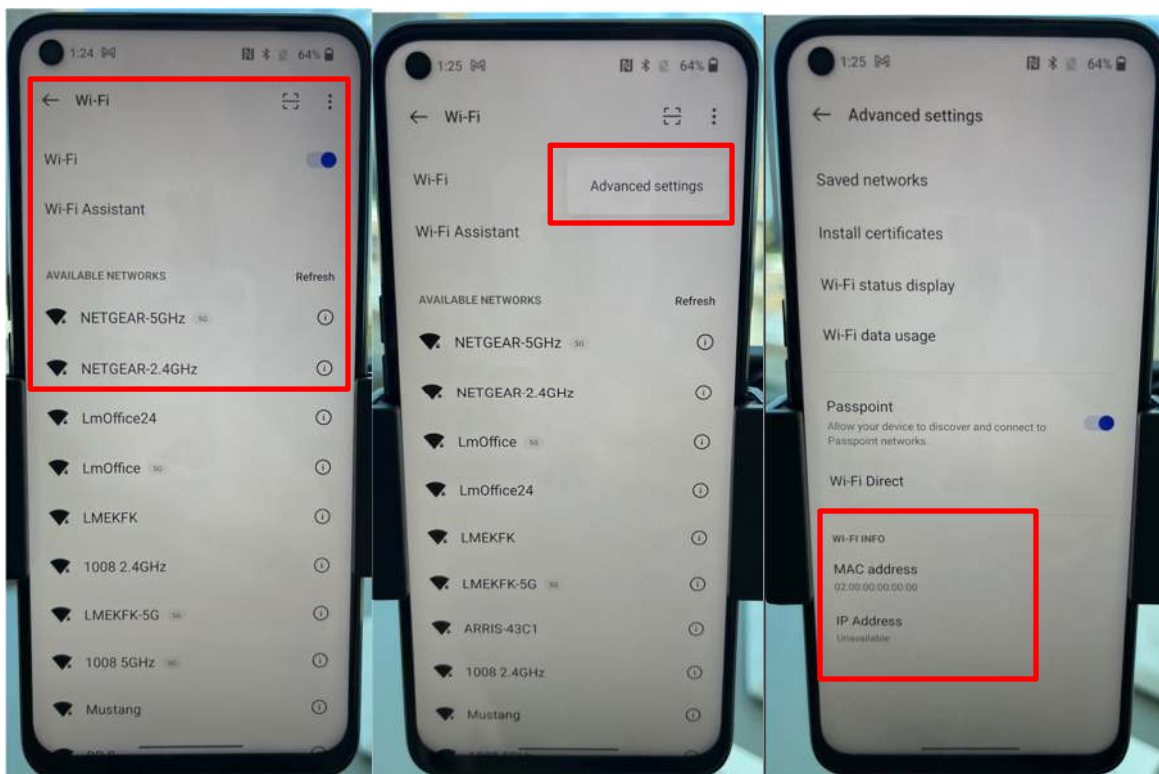 1:24
64%
Wi-Fi
Wi-Fi
Wi-Fi Assistant
AVAILABLE NETWORKS Refresh
NETGEAR-5GHz 5G
NETGEAR-2.4GHz
LmOffice24
LmOffice 5G
LMEKFK
1008 2.4GHz
LMEKFK-5G 5G
1008 5GHz 5G
Mustang
1:25
64%
Wi-Fi
Wi-Fi
Advanced settings
Wi-Fi Assistant
AVAILABLE NETWORKS Refresh
NETGEAR-5GHz 5G
NETGEAR-2.4GHz
LmOffice 5G
LmOffice24
LMEKFK
LMEKFK-5G 5G
ARRIS-43C1
1008 2.4GHz
Mustang
1:25
64%
Advanced settings
Saved networks
Install certificates
Wi-Fi status display
Wi-Fi data usage
Passpoint
Allow your device to discover and connect to
Passpoint networks.
Wi-Fi Direct
WI-FI INFO
MAC address
02:00:00:00:00:00
IP Address
Unavailable